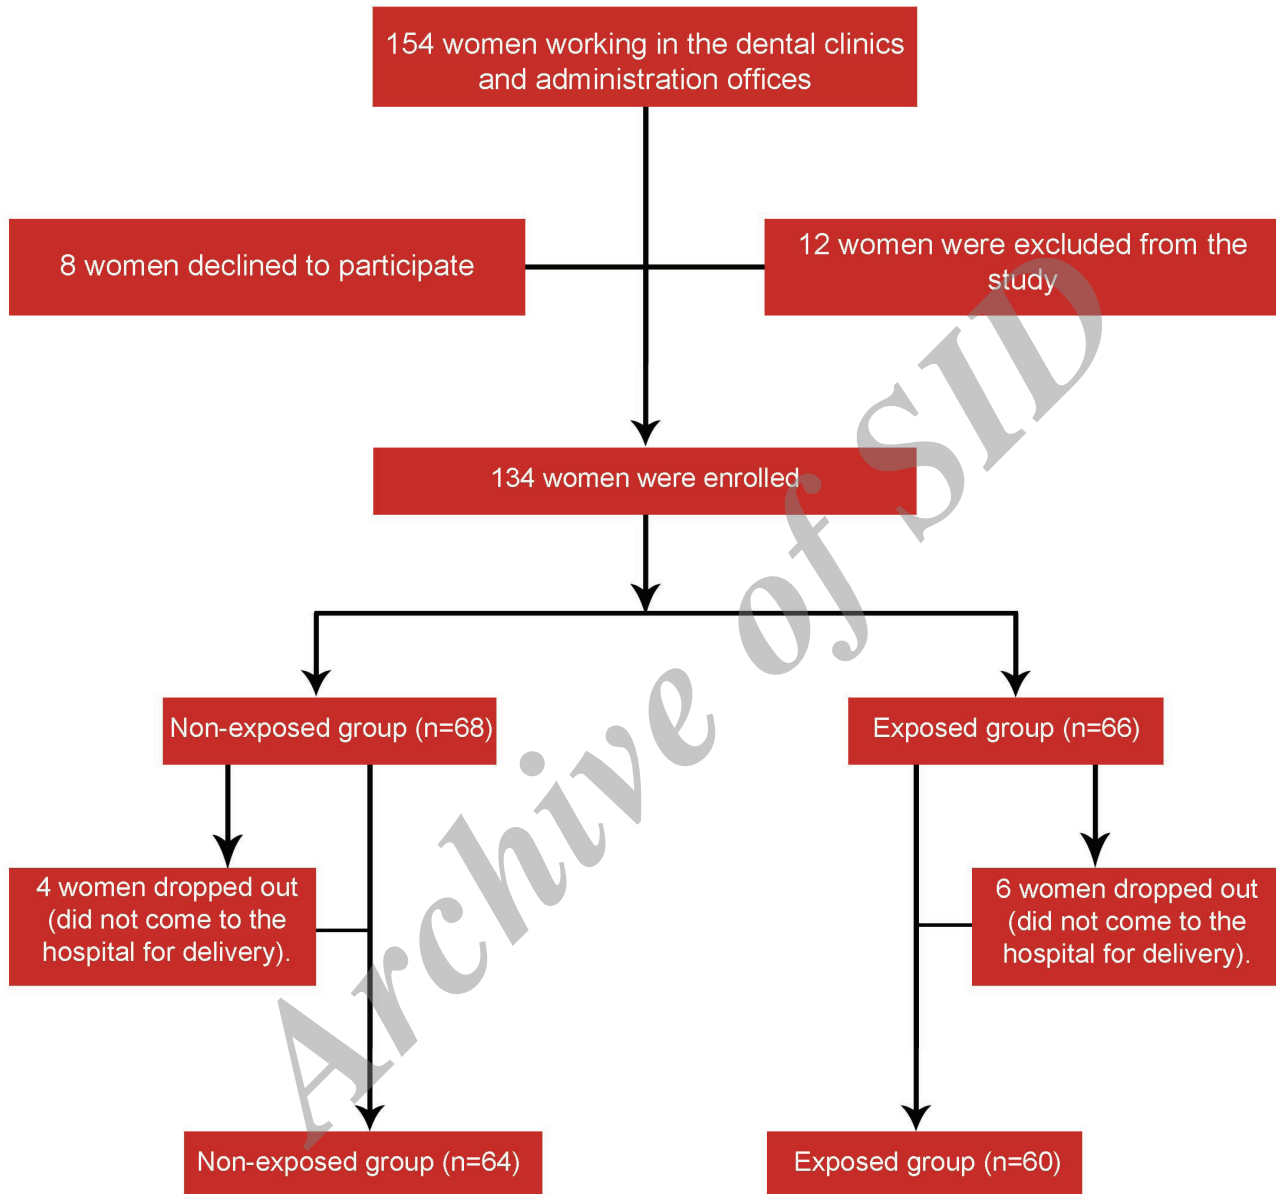 154 women working in the dental clinics
and administration offices
8 women declined to participate
12 women were excluded from the
study
134 women were enrolled
Non-exposed group (n=68)
Exposed group (n=66)
4 women dropped out
(did not come to the
hospital for delivery).
6 women dropped out
(did not come to the
hospital for delivery).
Non-exposed group (n=64)
Exposed group (n=60)
Archive of SID